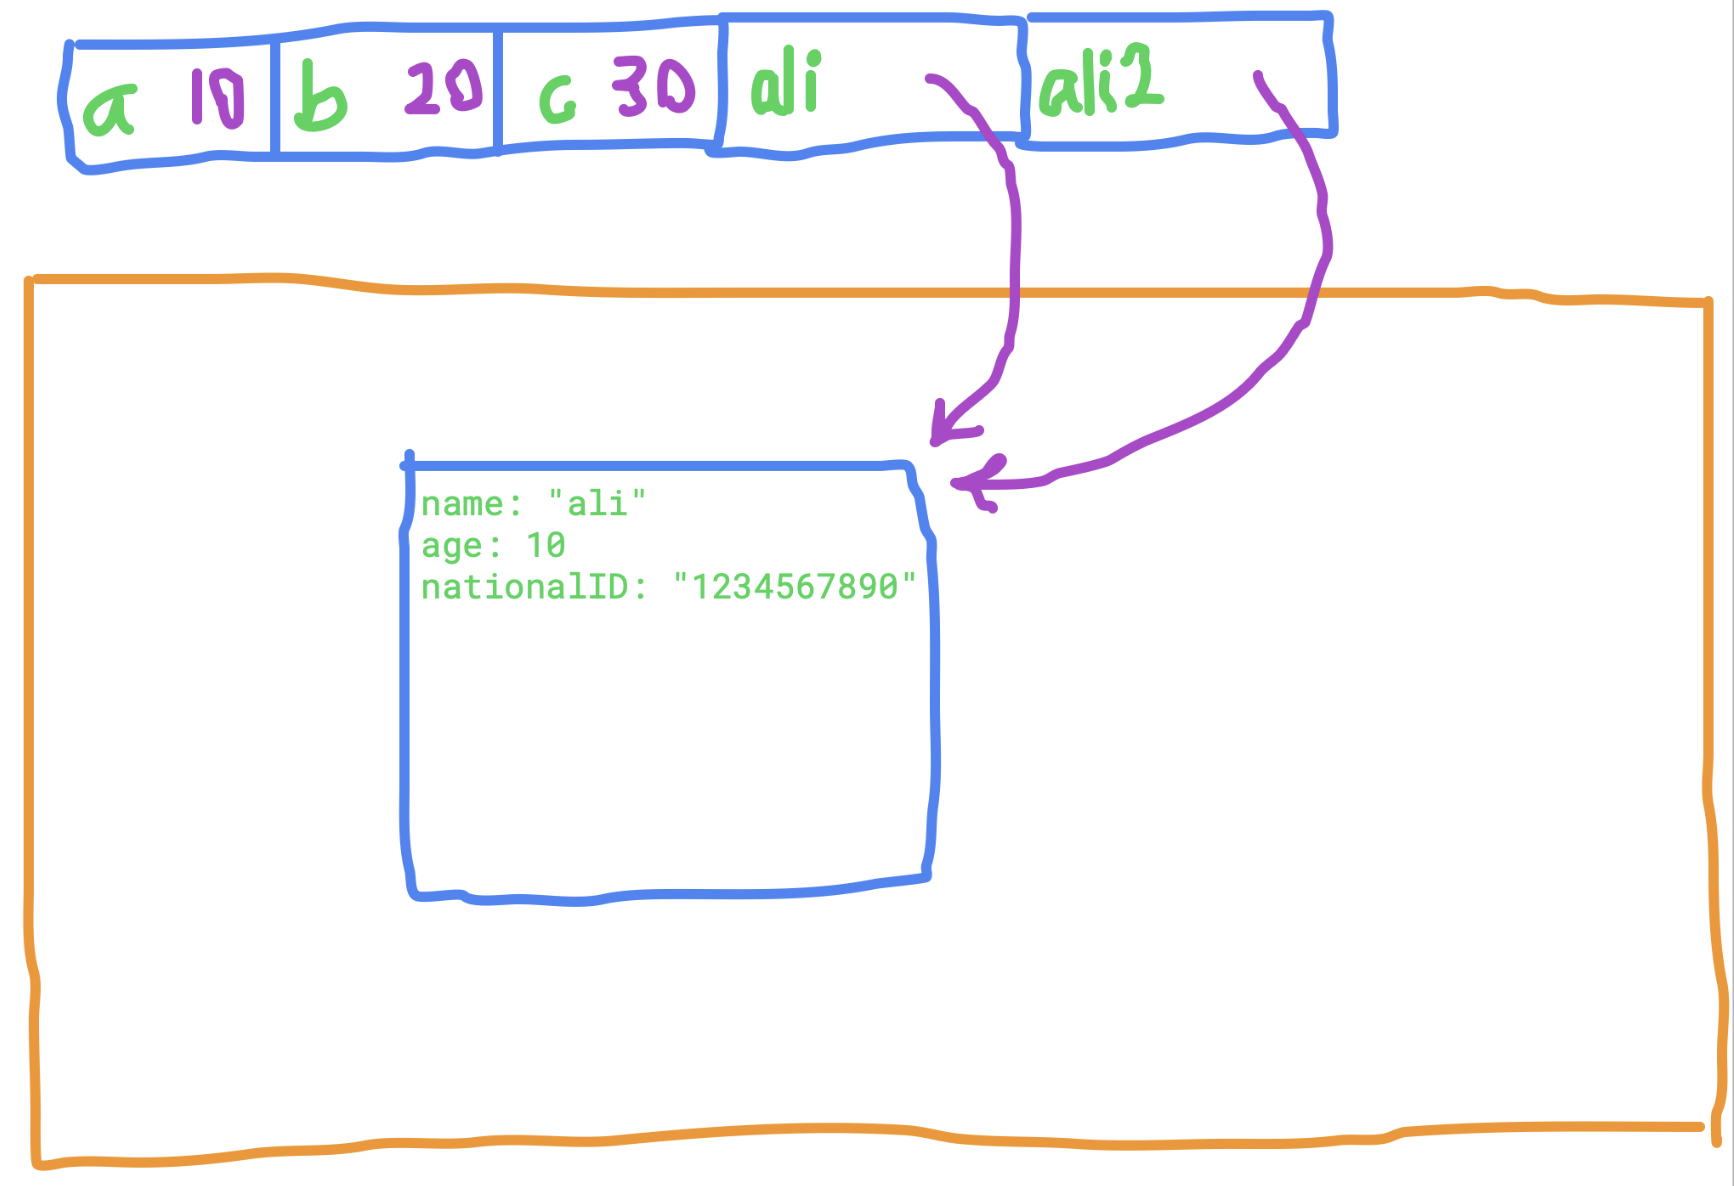 a 10 b 20 c 30 ali ali2
name: "ali"
age: 10
nationalID: "1234567890"